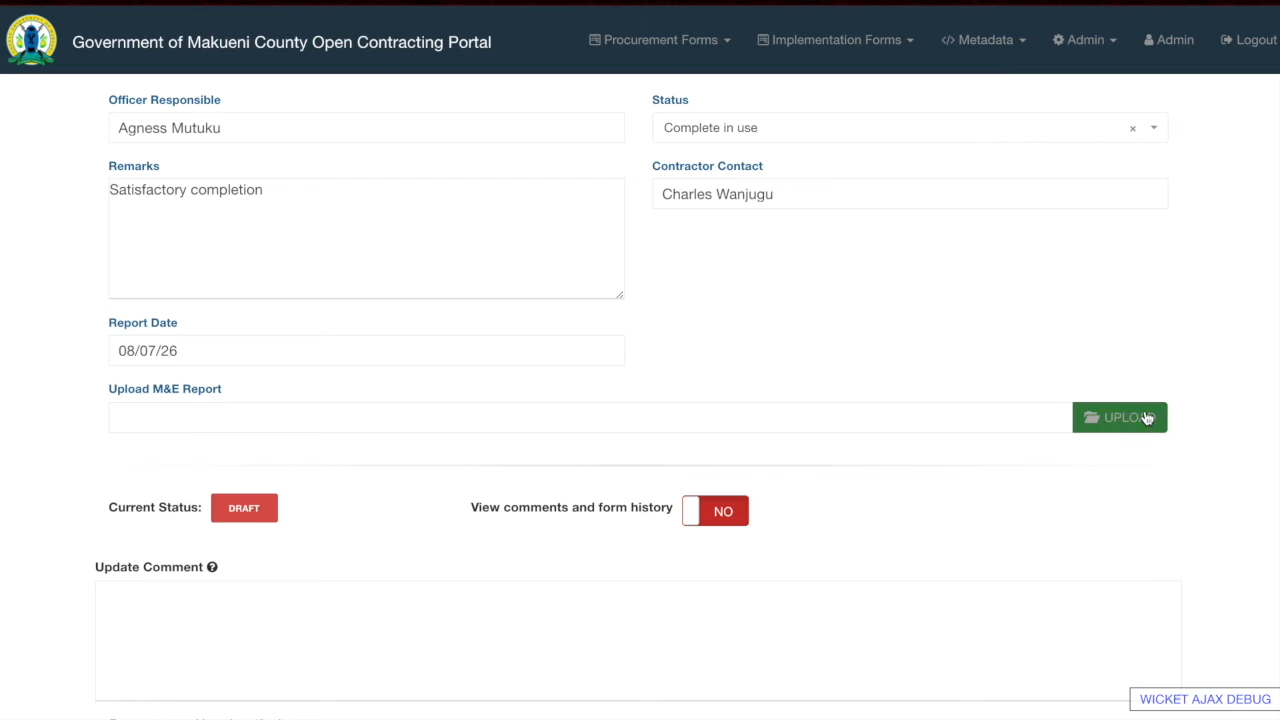 Government of Makueni County Open Contracting Portal
Procurement Forms
Implementation Forms
</> Metadata
Admin
Admin
Logout
Officer Responsible
Status
Agness Mutuku
Complete in use
×
Remarks
Contractor Contact
Satisfactory completion
Charles Wanjugu
Report Date
08/07/26
Upload M&E Report
UPLOAD
Current Status:
DRAFT
View comments and form history
NO
Update Comment
WICKET AJAX DEBUG